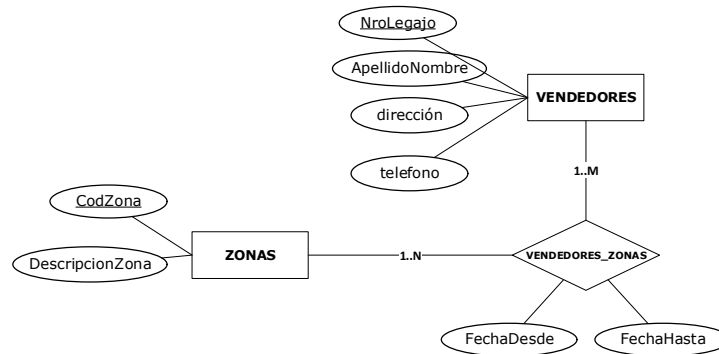 NroLegajo
ApellidoNombre
VENDEDORES
dirección
telefono
1..M
CodZona
ZONAS
1..N
VENDEDORES_ZONAS
DescripcionZona
FechaDesde
FechaHasta